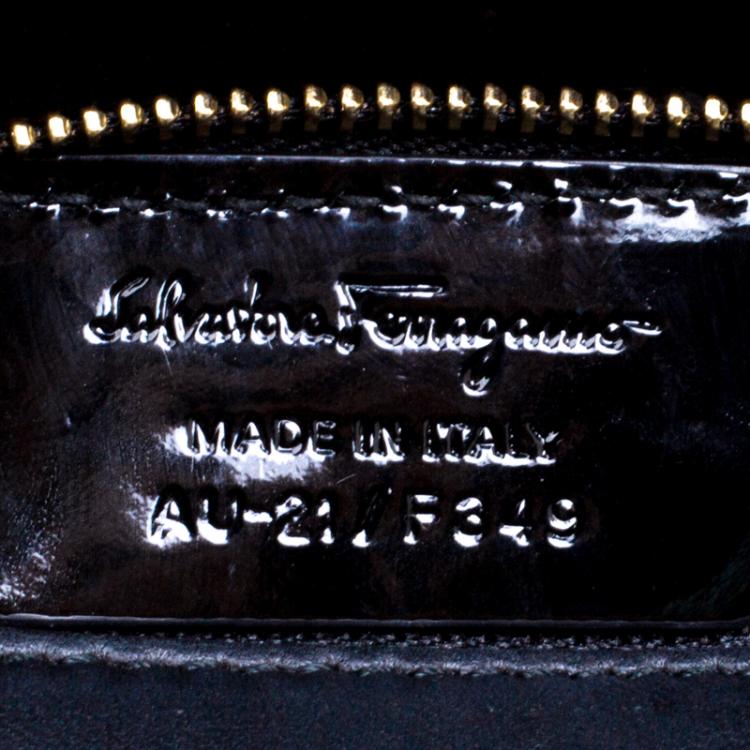 Salvatore Ferragamo
MADE IN ITALY
AU-21/F349